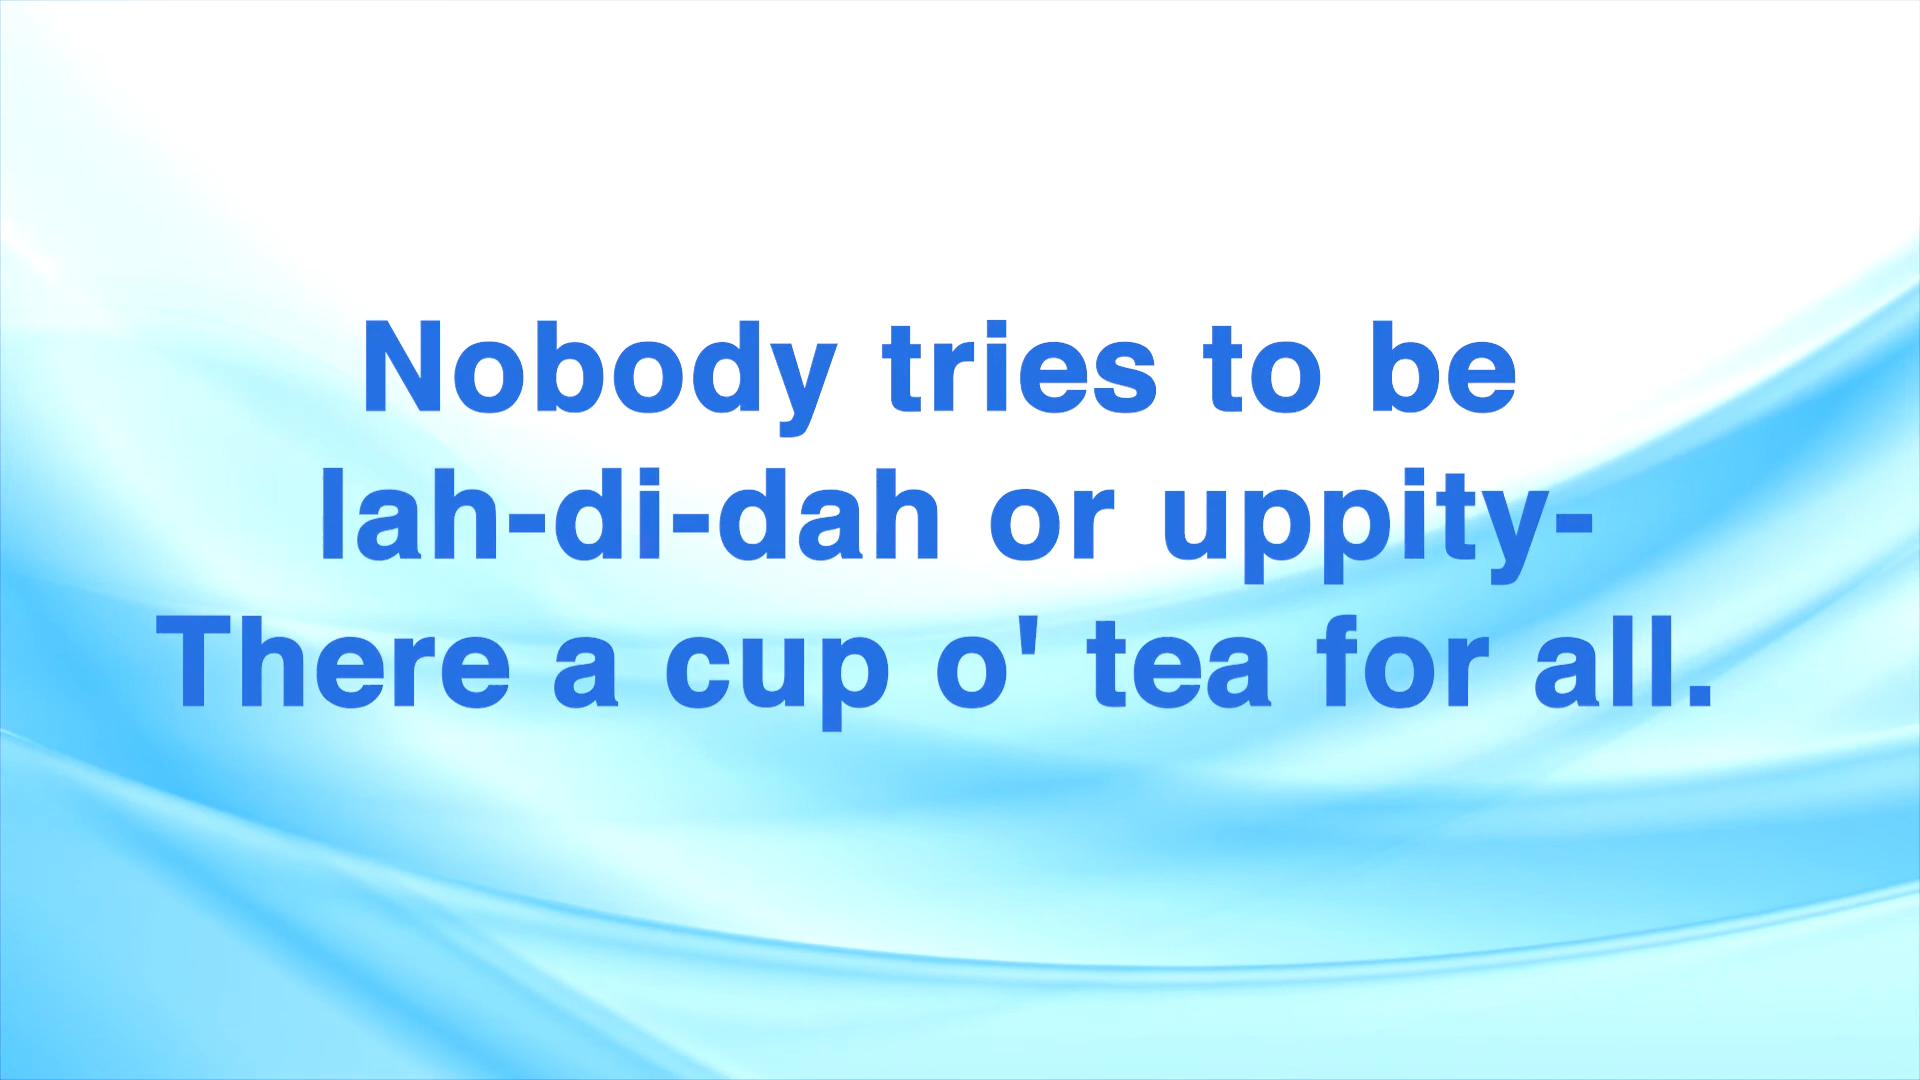 Nobody tries to be
lah-di-dah or uppity-
There a cup o' tea for all.